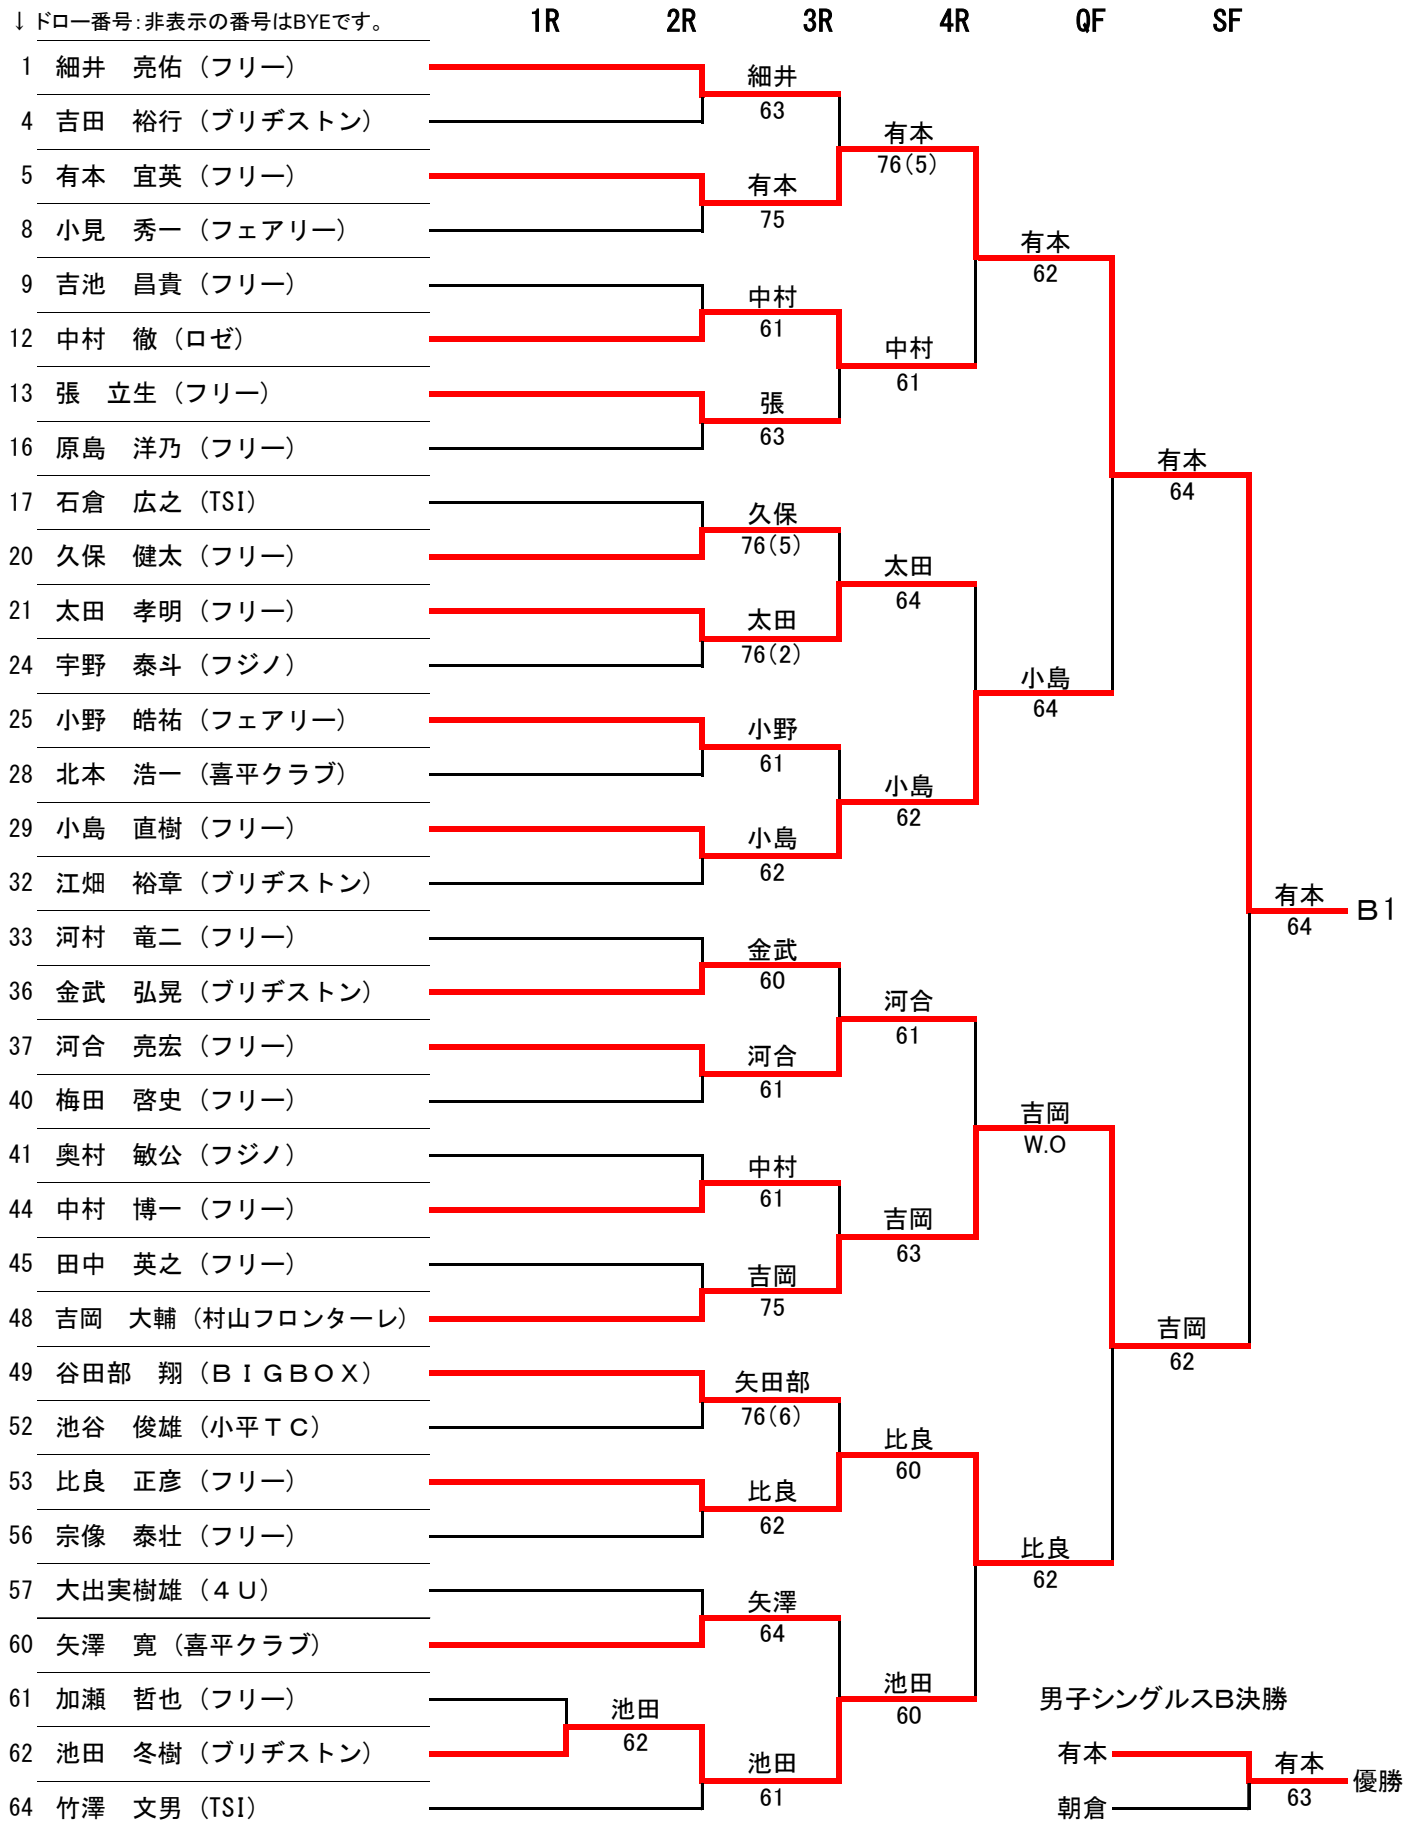 ↓ ドロー番号：非表示の番号はBYEです。 1R 2R 3R 4R QF SF
1 細井　亮佑（フリー）
細井
63
4 吉田　裕行（ブリヂストン）
有本
76(5)
5 有本　宜英（フリー）
有本
75
8 小見　秀一（フェアリー）
有本
62
9 吉池　昌貴（フリー）
中村
61
12 中村　徹（ロゼ）
中村
61
13 張　立生（フリー）
張
63
16 原島　洋乃（フリー）
有本
64
17 石倉　広之（TSI）
久保
76(5)
20 久保　健太（フリー）
太田
64
21 太田　孝明（フリー）
太田
76(2)
24 宇野　泰斗（フジノ）
小島
64
25 小野　皓祐（フェアリー）
小野
61
28 北本　浩一（喜平クラブ）
小島
62
29 小島　直樹（フリー）
小島
62
32 江畑　裕章（ブリヂストン）
有本
64
B1
33 河村　竜二（フリー）
金武
60
36 金武　弘晃（ブリヂストン）
河合
61
37 河合　亮宏（フリー）
河合
61
40 梅田　啓史（フリー）
吉岡
W.O
41 奥村　敏公（フジノ）
中村
61
44 中村　博一（フリー）
吉岡
63
45 田中　英之（フリー）
吉岡
75
48 吉岡　大輔（村山フロンターレ）
吉岡
62
49 谷田部　翔（ＢＩＧＢＯＸ）
矢田部
76(6)
52 池谷　俊雄（小平ＴＣ）
比良
60
53 比良　正彦（フリー）
比良
62
56 宗像　泰壮（フリー）
比良
62
57 大出実樹雄（４Ｕ）
矢澤
64
60 矢澤　寛（喜平クラブ）
池田
60
61 加瀬　哲也（フリー）
池田
62
62 池田　冬樹（ブリヂストン）
池田
61
64 竹澤　文男（TSI）
男子シングルスＢ決勝
有本
有本
63
優勝
朝倉